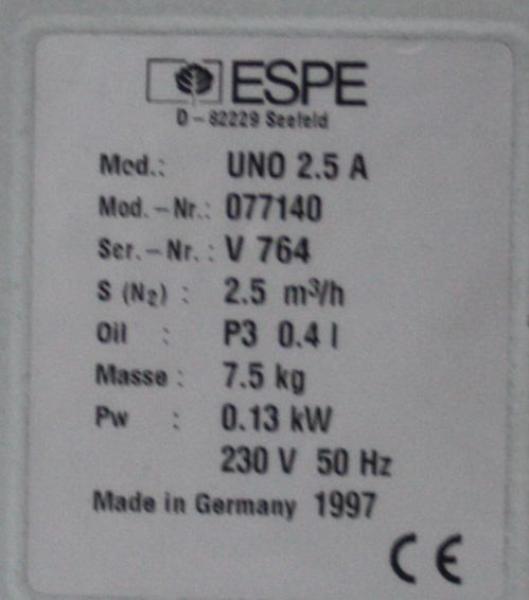 ESPE
D-82229 Seefeld
Mod.: UNO 2.5 A
Mod.-Nr.: 077140
Ser.-Nr.: V 764
S (N₂) : 2.5 m³/h
Oil : P3 0.4 l
Masse : 7.5 kg
Pw : 0.13 kW
230 V 50 Hz
Made in Germany 1997
CE